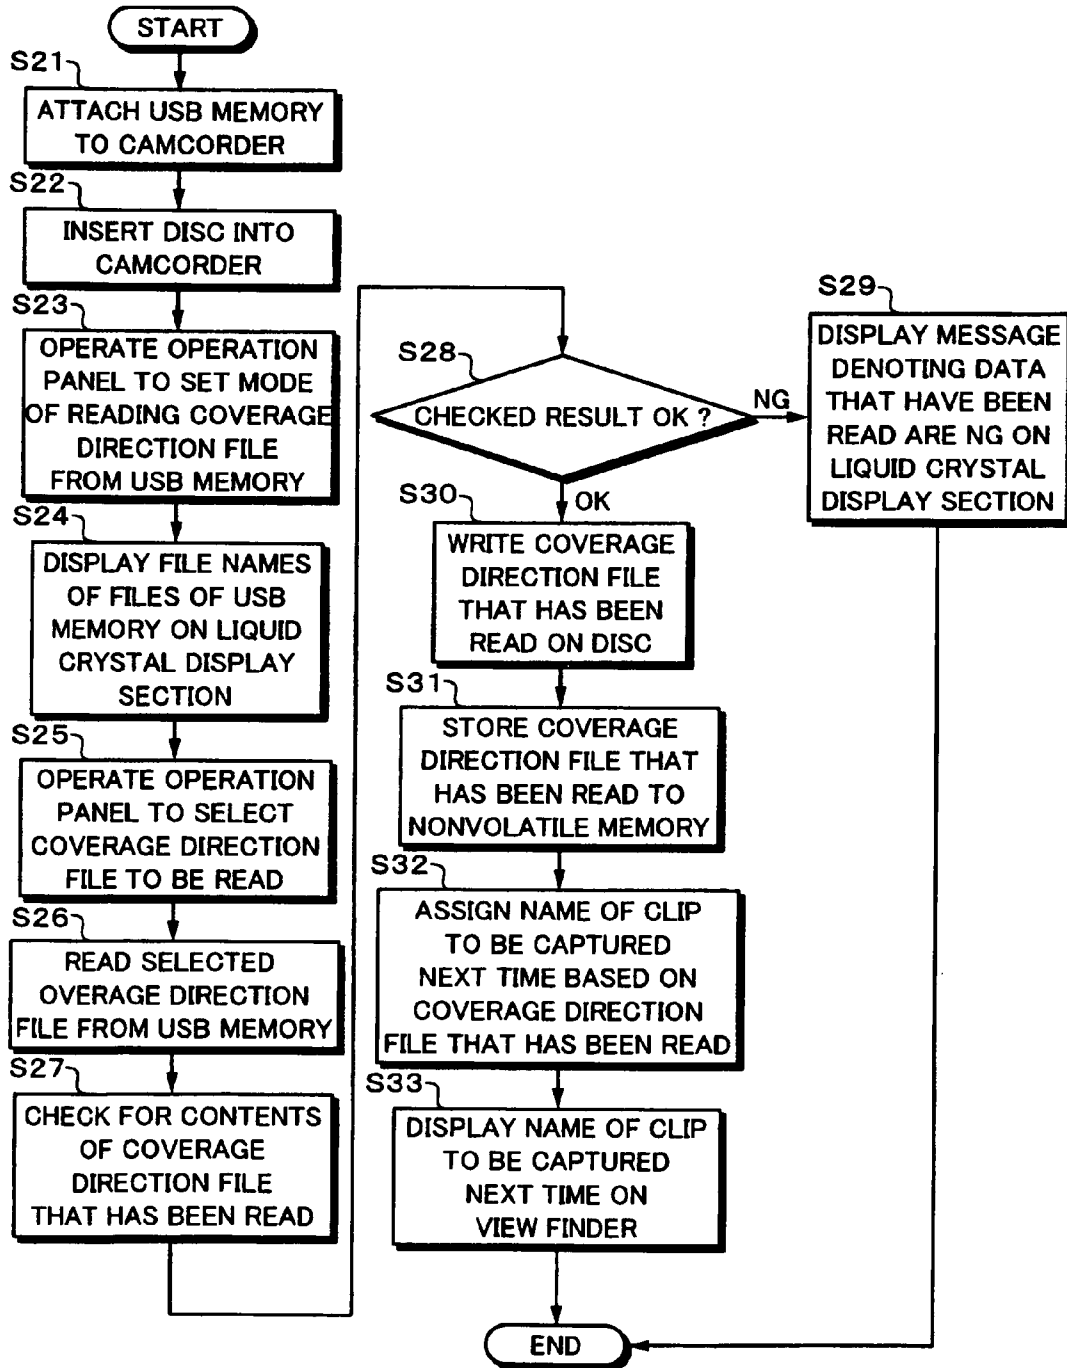 START
S21
ATTACH USB MEMORY
TO CAMCORDER
S22
INSERT DISC INTO
CAMCORDER
S23
OPERATE OPERATION
PANEL TO SET MODE
OF READING COVERAGE
DIRECTION FILE
FROM USB MEMORY
S24
DISPLAY FILE NAMES
OF FILES OF USB
MEMORY ON LIQUID
CRYSTAL DISPLAY
SECTION
S25
OPERATE OPERATION
PANEL TO SELECT
COVERAGE DIRECTION
FILE TO BE READ
S26
READ SELECTED
OVERAGE DIRECTION
FILE FROM USB MEMORY
S27
CHECK FOR CONTENTS
OF COVERAGE
DIRECTION FILE
THAT HAS BEEN READ
S28
CHECKED RESULT OK ?
NG
OK
S29
DISPLAY MESSAGE
DENOTING DATA
THAT HAVE BEEN
READ ARE NG ON
LIQUID CRYSTAL
DISPLAY SECTION
S30
WRITE COVERAGE
DIRECTION FILE
THAT HAS BEEN
READ ON DISC
S31
STORE COVERAGE
DIRECTION FILE THAT
HAS BEEN READ TO
NONVOLATILE MEMORY
S32
ASSIGN NAME OF CLIP
TO BE CAPTURED
NEXT TIME BASED ON
COVERAGE DIRECTION
FILE THAT HAS BEEN READ
S33
DISPLAY NAME OF CLIP
TO BE CAPTURED
NEXT TIME ON
VIEW FINDER
END